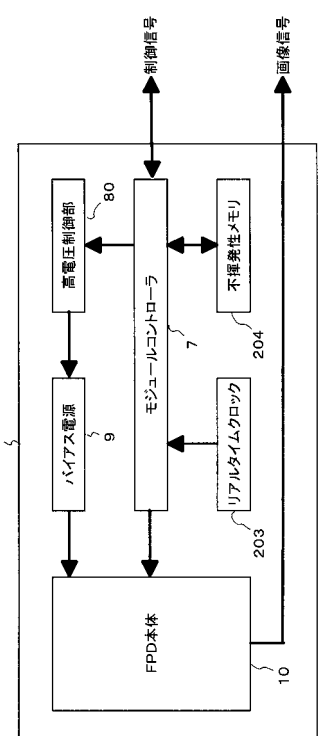 バイアス電源
9
高電圧制御部
80
FPD本体
10
モジュールコントローラ
7
制御信号
リアルタイムクロック
203
不揮発性メモリ
204
画像信号